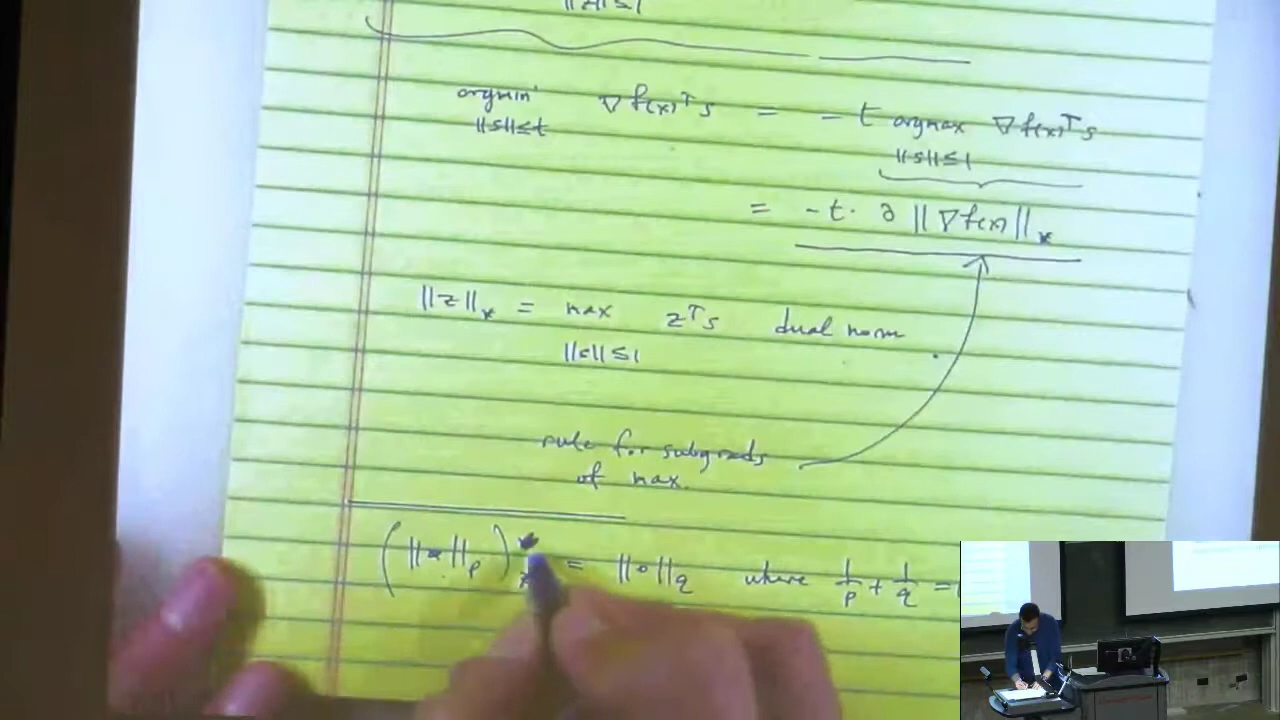 argmin ∇f(x)ᵀs = - t argmax ∇f(x)ᵀs
||s||≤t ||s||≤1
= -t· ∂ ||∇f(x)||*
||z||* = max zᵀs dual norm
||s||≤1
rule for subgrads
of max.
(||•||p)* = ||•||q where 1/p + 1/q =